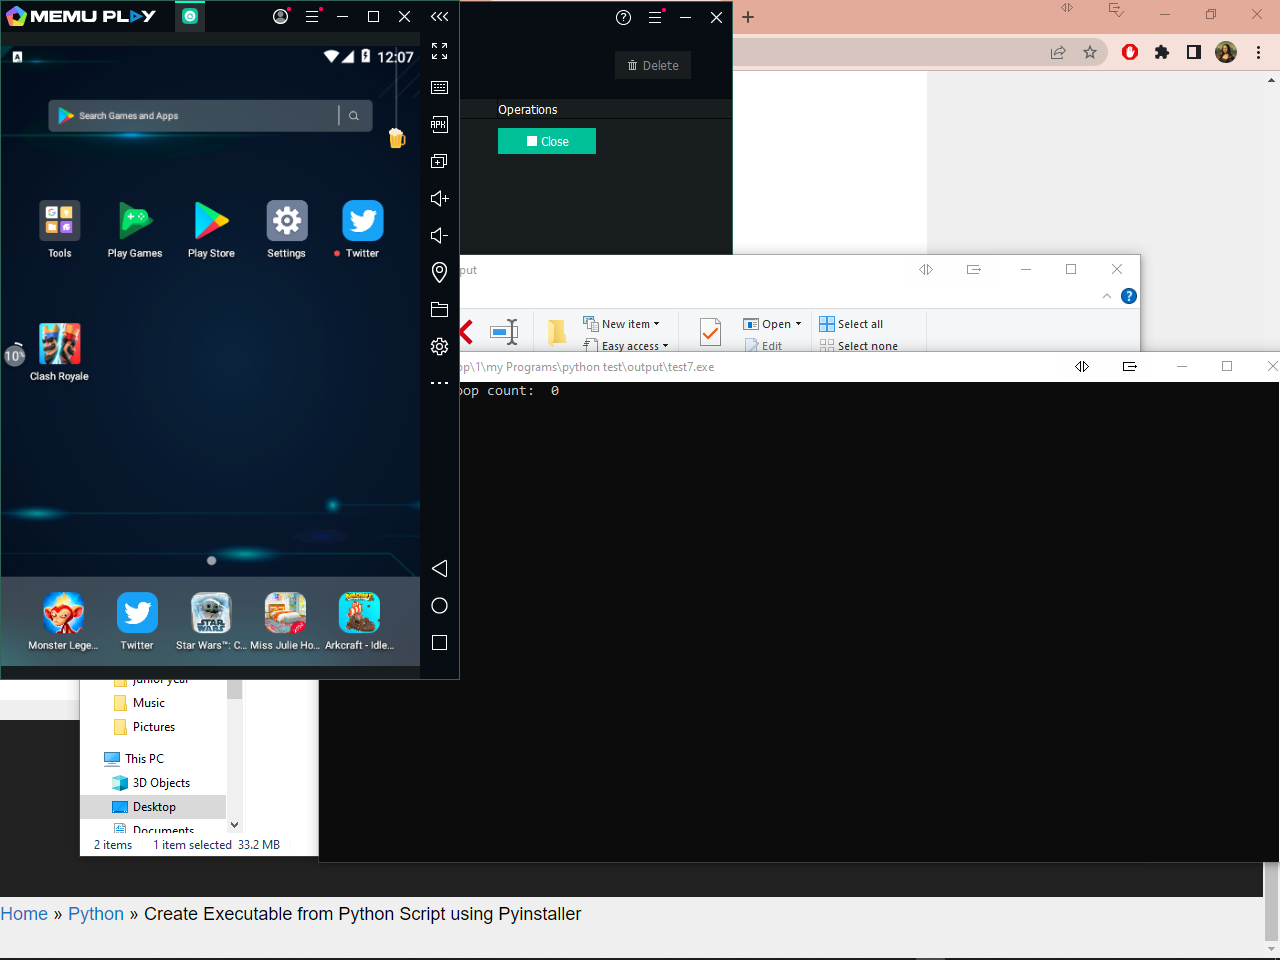 MEMU PLAY
12:07
Search Games and Apps
Tools
Play Games
Play Store
Settings
Twitter
10%
Clash Royale
Monster Lege...
Twitter
Star Wars™: C...
Miss Julie Ho...
Arkcraft - Idle...
APK
Delete
Operations
Close
put
New item
Easy access
Open
Edit
Select all
Select none
op\1\my Programs\python test\output\test7.exe
oop count:  0
junior year
Music
Pictures
This PC
3D Objects
Desktop
Documents
2 items
1 item selected  33.2 MB
Home » Python » Create Executable from Python Script using Pyinstaller